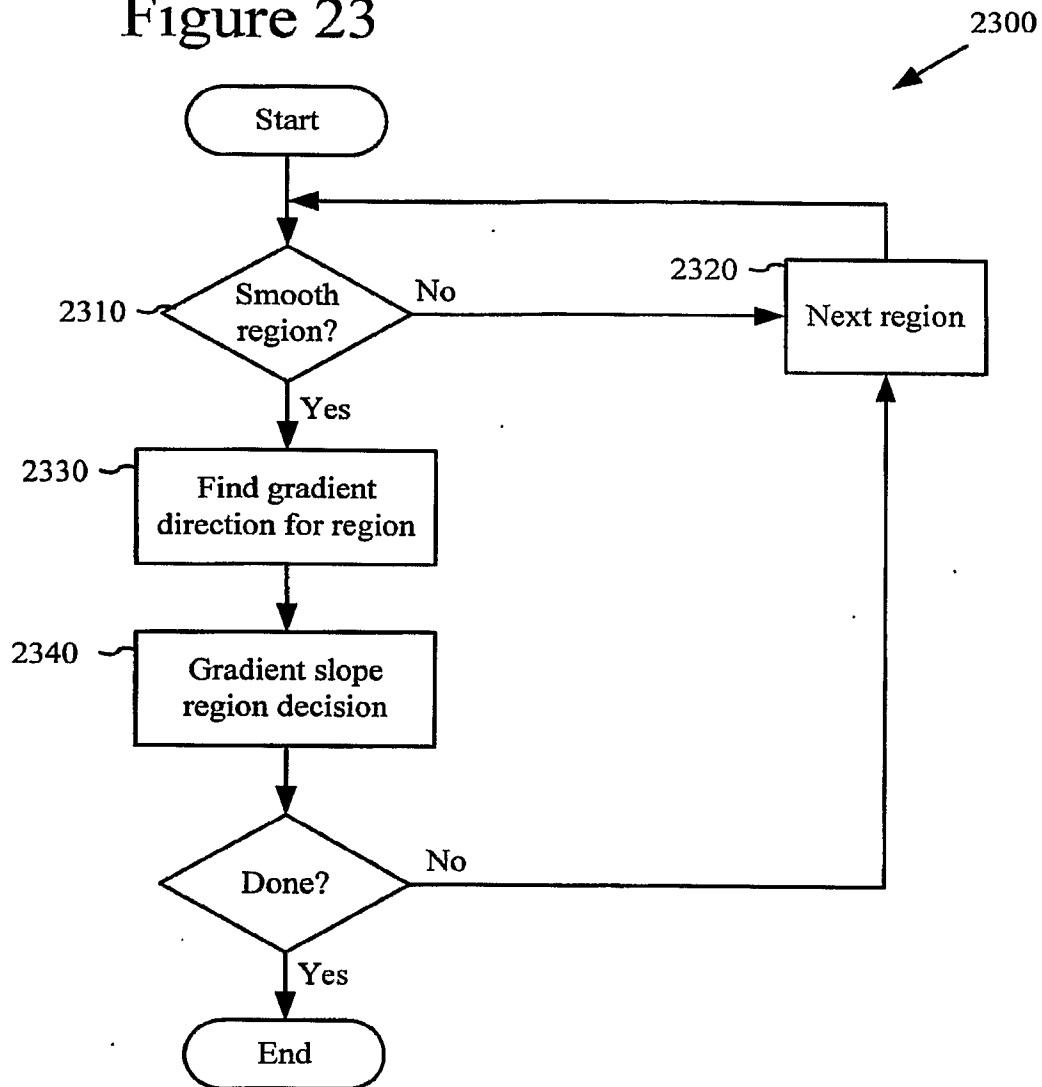 Figure 23
2300
Start
2310
Smooth
region?
No
2320
Next region
Yes
2330
Find gradient
direction for region
2340
Gradient slope
region decision
Done?
No
Yes
End